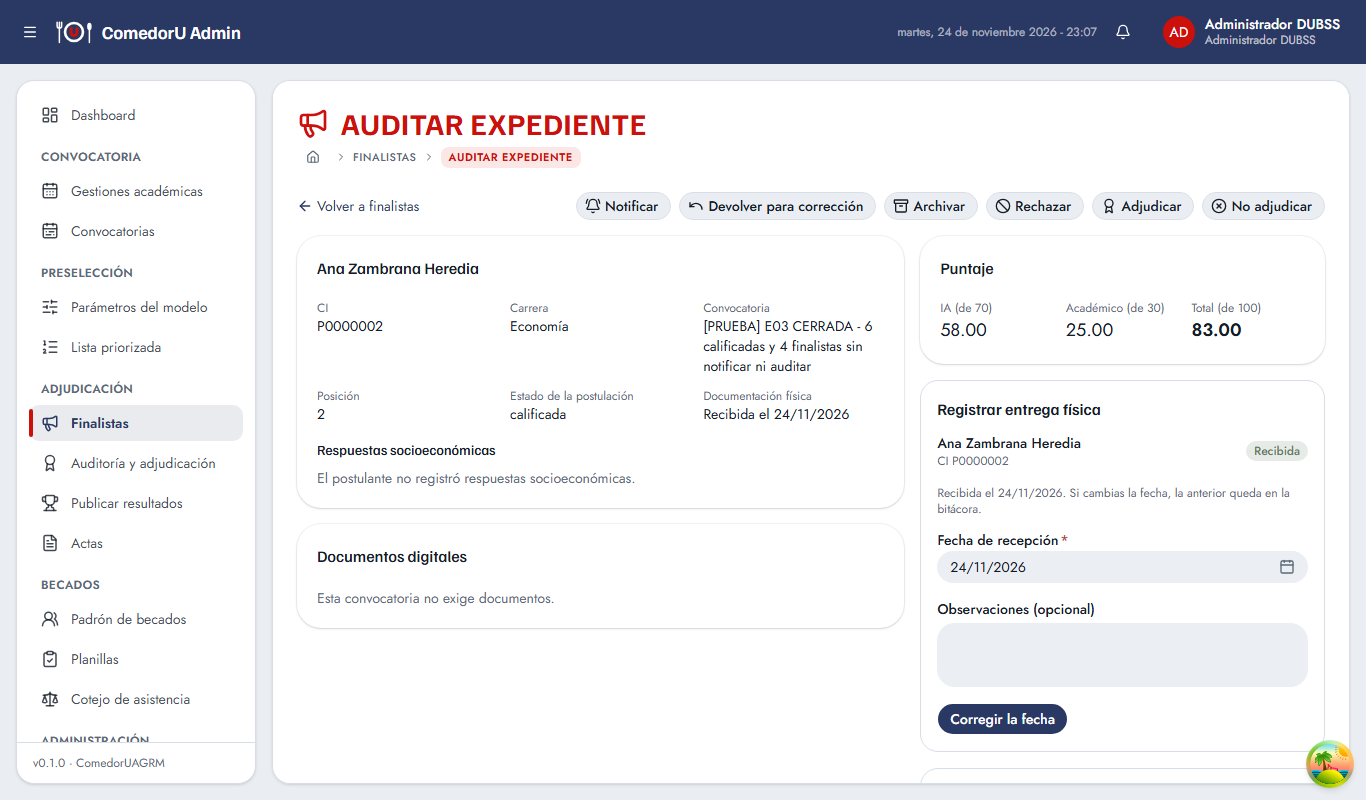 ComedorU Admin
martes, 24 de noviembre 2026 - 23:07
AD
Administrador DUBSS
Administrador DUBSS
Dashboard
CONVOCATORIA
Gestiones académicas
Convocatorias
PRESELECCIÓN
Parámetros del modelo
Lista priorizada
ADJUDICACIÓN
Finalistas
Auditoría y adjudicación
Publicar resultados
Actas
BECADOS
Padrón de becados
Planillas
Cotejo de asistencia
ADMINISTRACIÓN
v0.1.0 · ComedorUAGRM
AUDITAR EXPEDIENTE
FINALISTAS
AUDITAR EXPEDIENTE
Volver a finalistas
Notificar
Devolver para corrección
Archivar
Rechazar
Adjudicar
No adjudicar
Ana Zambrana Heredia
CI
P0000002
Carrera
Economía
Convocatoria
[PRUEBA] E03 CERRADA - 6
calificadas y 4 finalistas sin
notificar ni auditar
Posición
2
Estado de la postulación
calificada
Documentación física
Recibida el 24/11/2026
Respuestas socioeconómicas
El postulante no registró respuestas socioeconómicas.
Documentos digitales
Esta convocatoria no exige documentos.
Puntaje
IA (de 70)
58.00
Académico (de 30)
25.00
Total (de 100)
83.00
Registrar entrega física
Ana Zambrana Heredia
CI P0000002
Recibida
Recibida el 24/11/2026. Si cambias la fecha, la anterior queda en la
bitácora.
Fecha de recepción *
24/11/2026
Observaciones (opcional)
Corregir la fecha